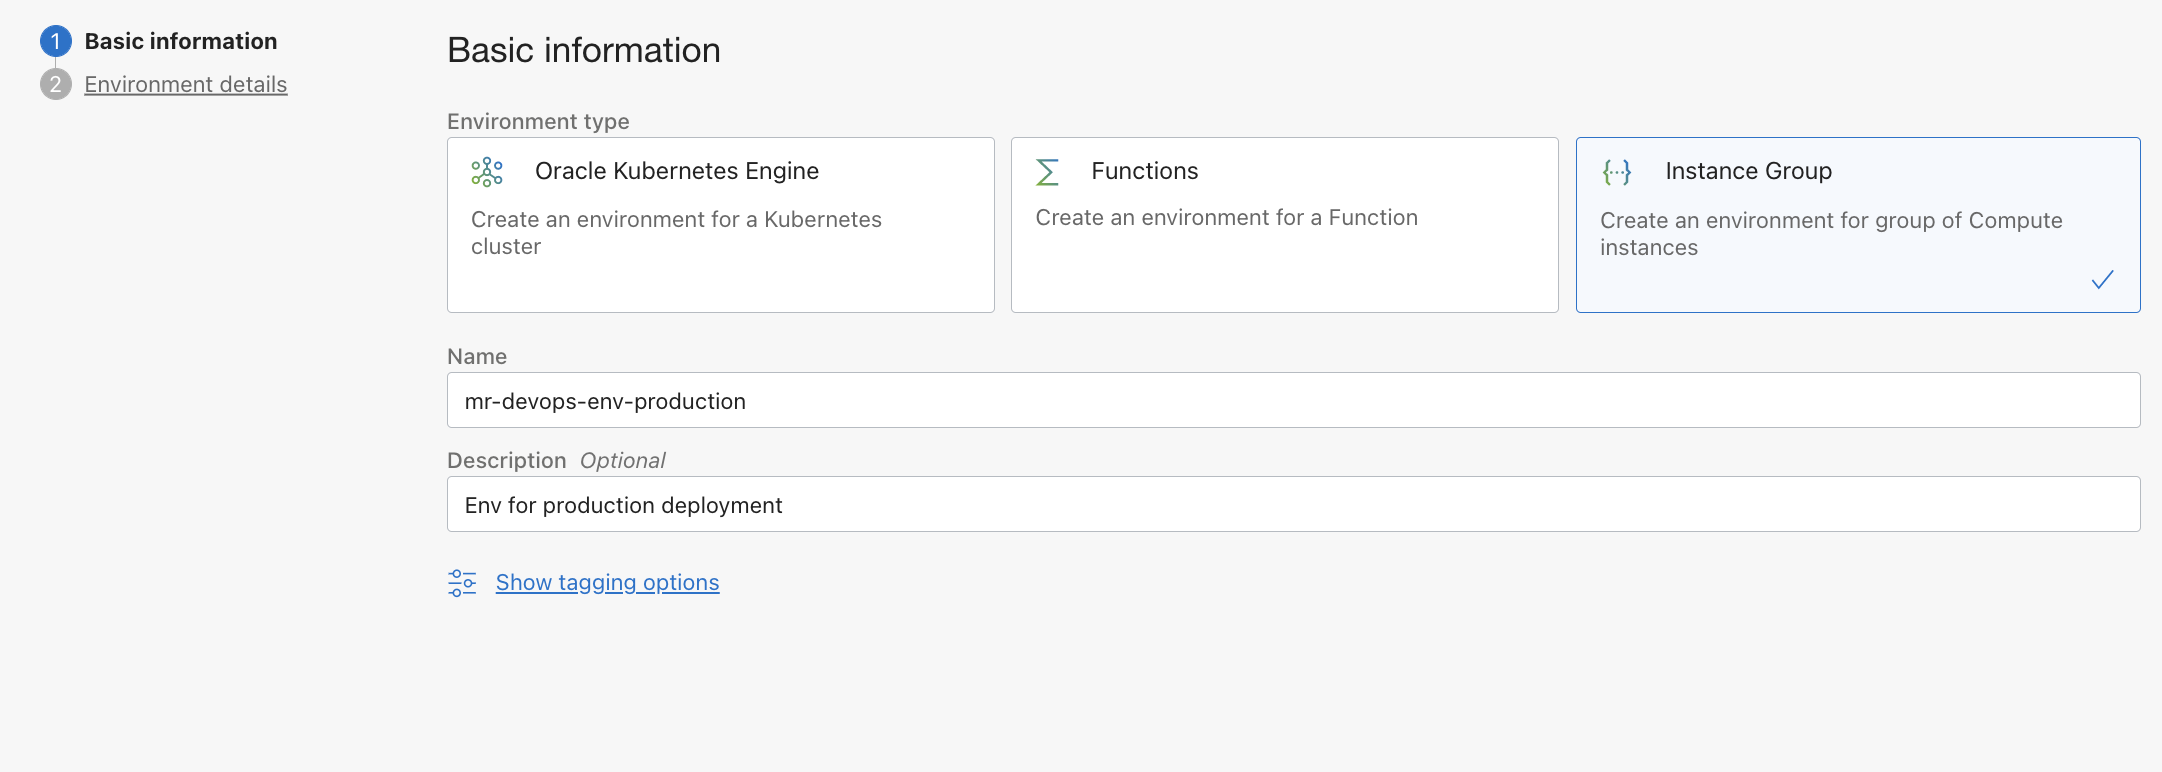 1 Basic information
2 Environment details
Basic information
Environment type
Oracle Kubernetes Engine
Create an environment for a Kubernetes
cluster
Functions
Create an environment for a Function
Instance Group
Create an environment for group of Compute
instances
Name
mr-devops-env-production
Description Optional
Env for production deployment
Show tagging options